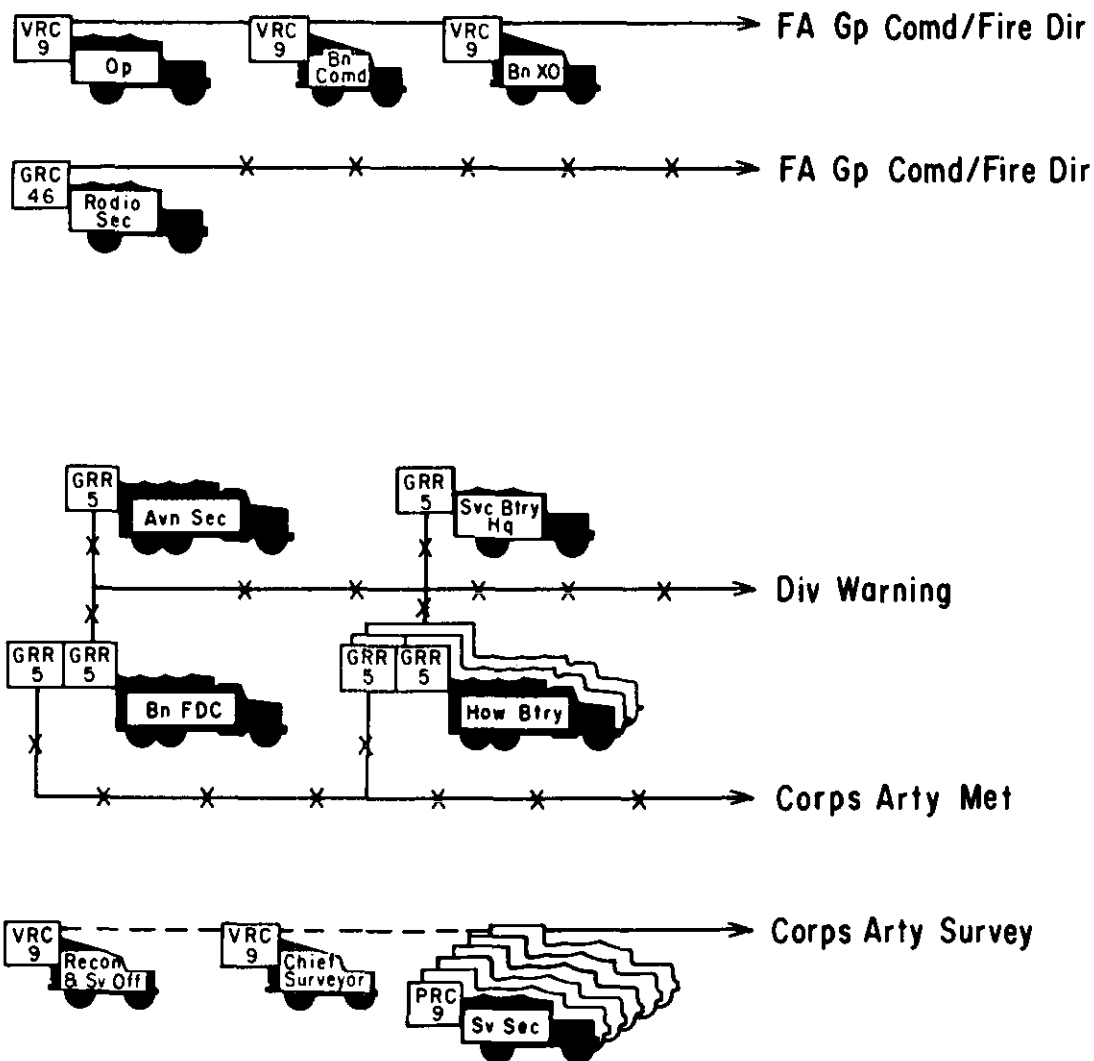 VRC
9
Op
VRC
9
Bn
Comd
VRC
9
Bn XO
FA Gp Comd/Fire Dir
GRC
46
Rodio
Sec
FA Gp Comd/Fire Dir
GRR
5
Avn Sec
GRR
5
Svc Btry
Hq
Div Warning
GRR
5
GRR
5
Bn FDC
GRR
5
GRR
5
How Btry
Corps Arty Met
VRC
9
Recon
& Sv Off
VRC
9
Chief
Surveyor
PRC
9
Sv Sec
Corps Arty Survey